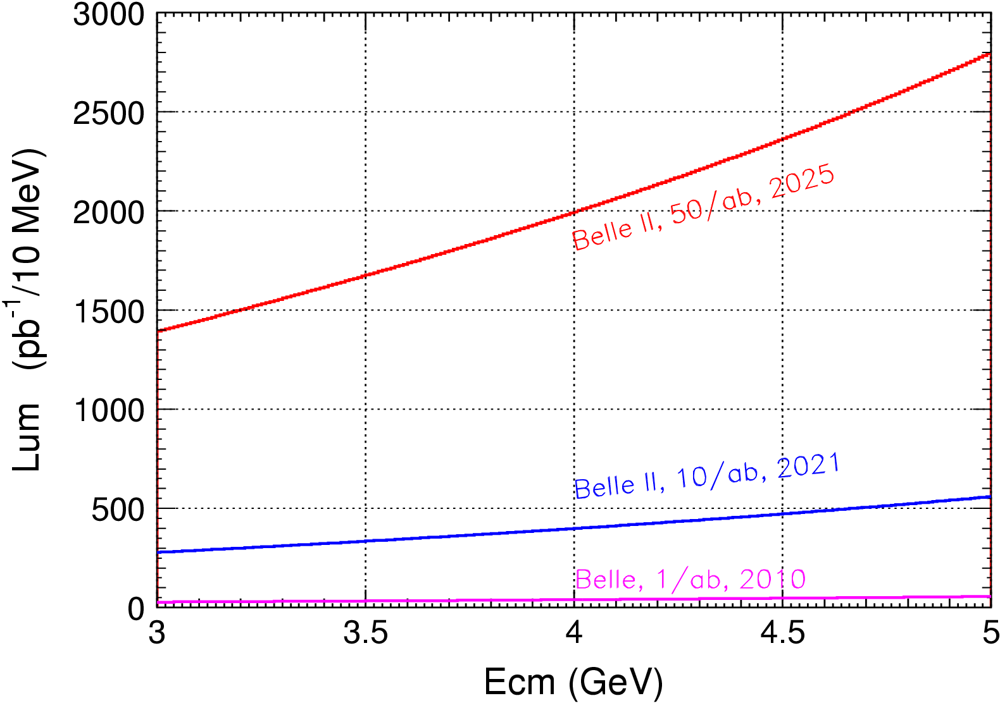 3000
2500
2000
1500
1000
500
0
Lum (pb-1/10 MeV)
Belle II, 50/ab, 2025
Belle II, 10/ab, 2021
Belle, 1/ab, 2010
3 3.5 4 4.5 5
Ecm (GeV)